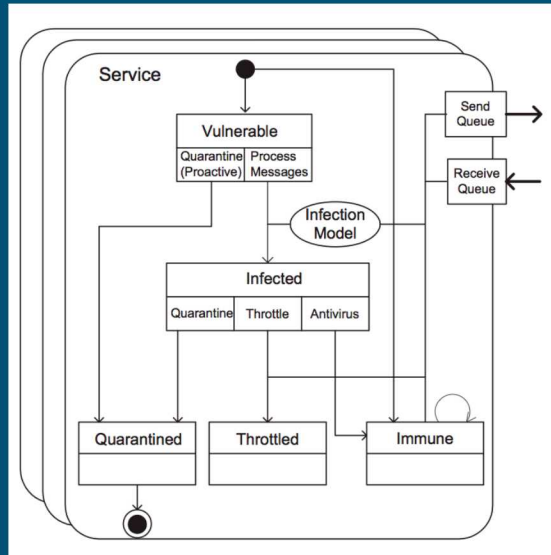 Service
Send
Queue
Vulnerable
Quarantine
(Proactive)
Process
Messages
Receive
Queue
Infection
Model
Infected
Quarantine
Throttle
Antivirus
Quarantined
Throttled
Immune